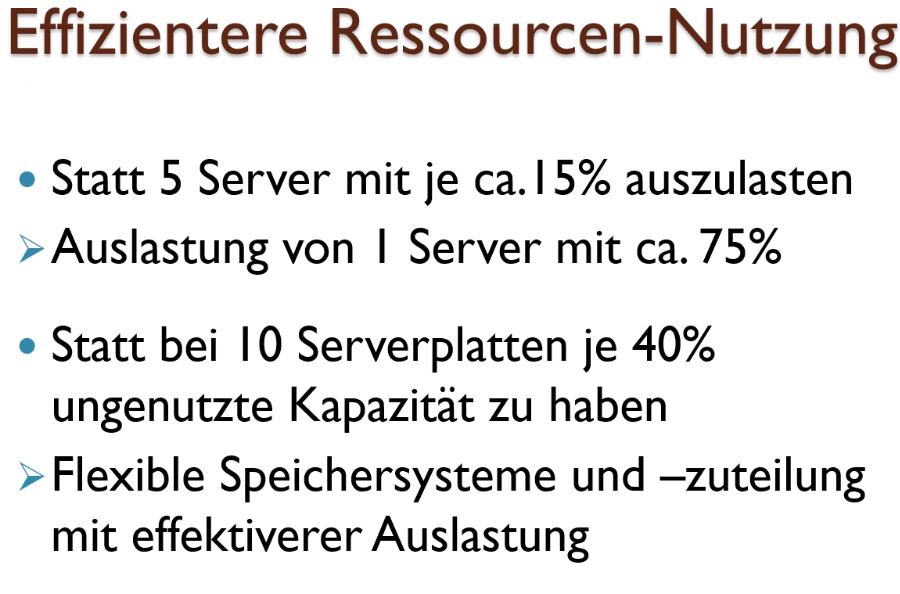 Effizientere Ressourcen-Nutzung
• Statt 5 Server mit je ca.15% auszulasten
➢ Auslastung von 1 Server mit ca. 75%
• Statt bei 10 Serverplatten je 40%
ungenutzte Kapazität zu haben
➢ Flexible Speichersysteme und –zuteilung
mit effektiverer Auslastung